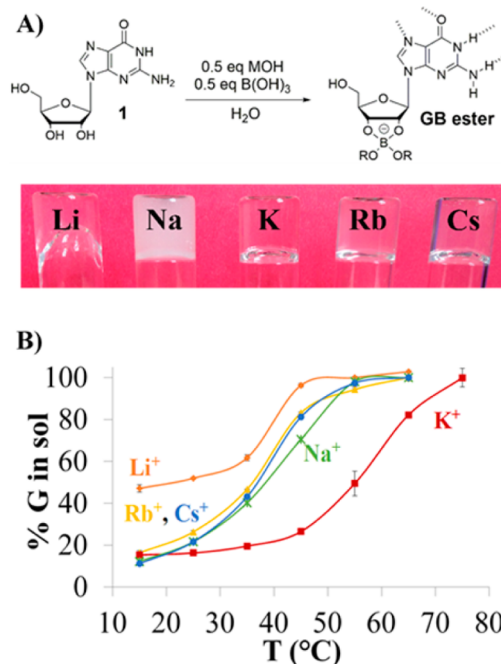 A)
O
N
N
NH
N
NH₂
HO
O
OH OH
1
0.5 eq MOH
0.5 eq B(OH)₃
H₂O
O
N
N
N-H
N
N-H
H
HO
O
O O
⊖
B
RO OR
GB ester
Li Na K Rb Cs
B)
% G in sol
100
80
60
40
20
0
Li⁺
Rb⁺, Cs⁺
Na⁺
K⁺
10 20 30 40 50 60 70 80
T (°C)